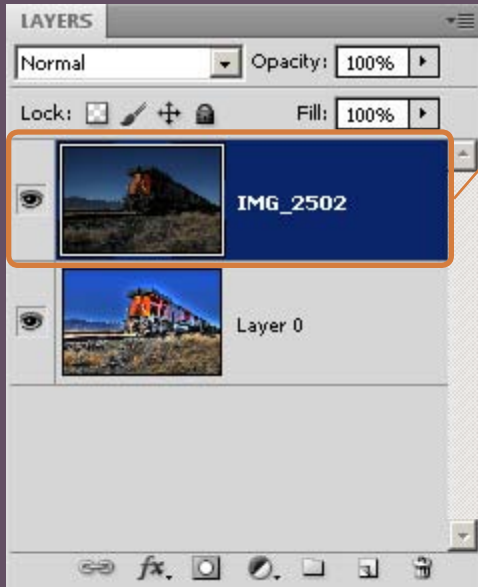 LAYERS
Normal Opacity: 100%
Lock: Fill: 100%
IMG_2502
Layer 0
fx.